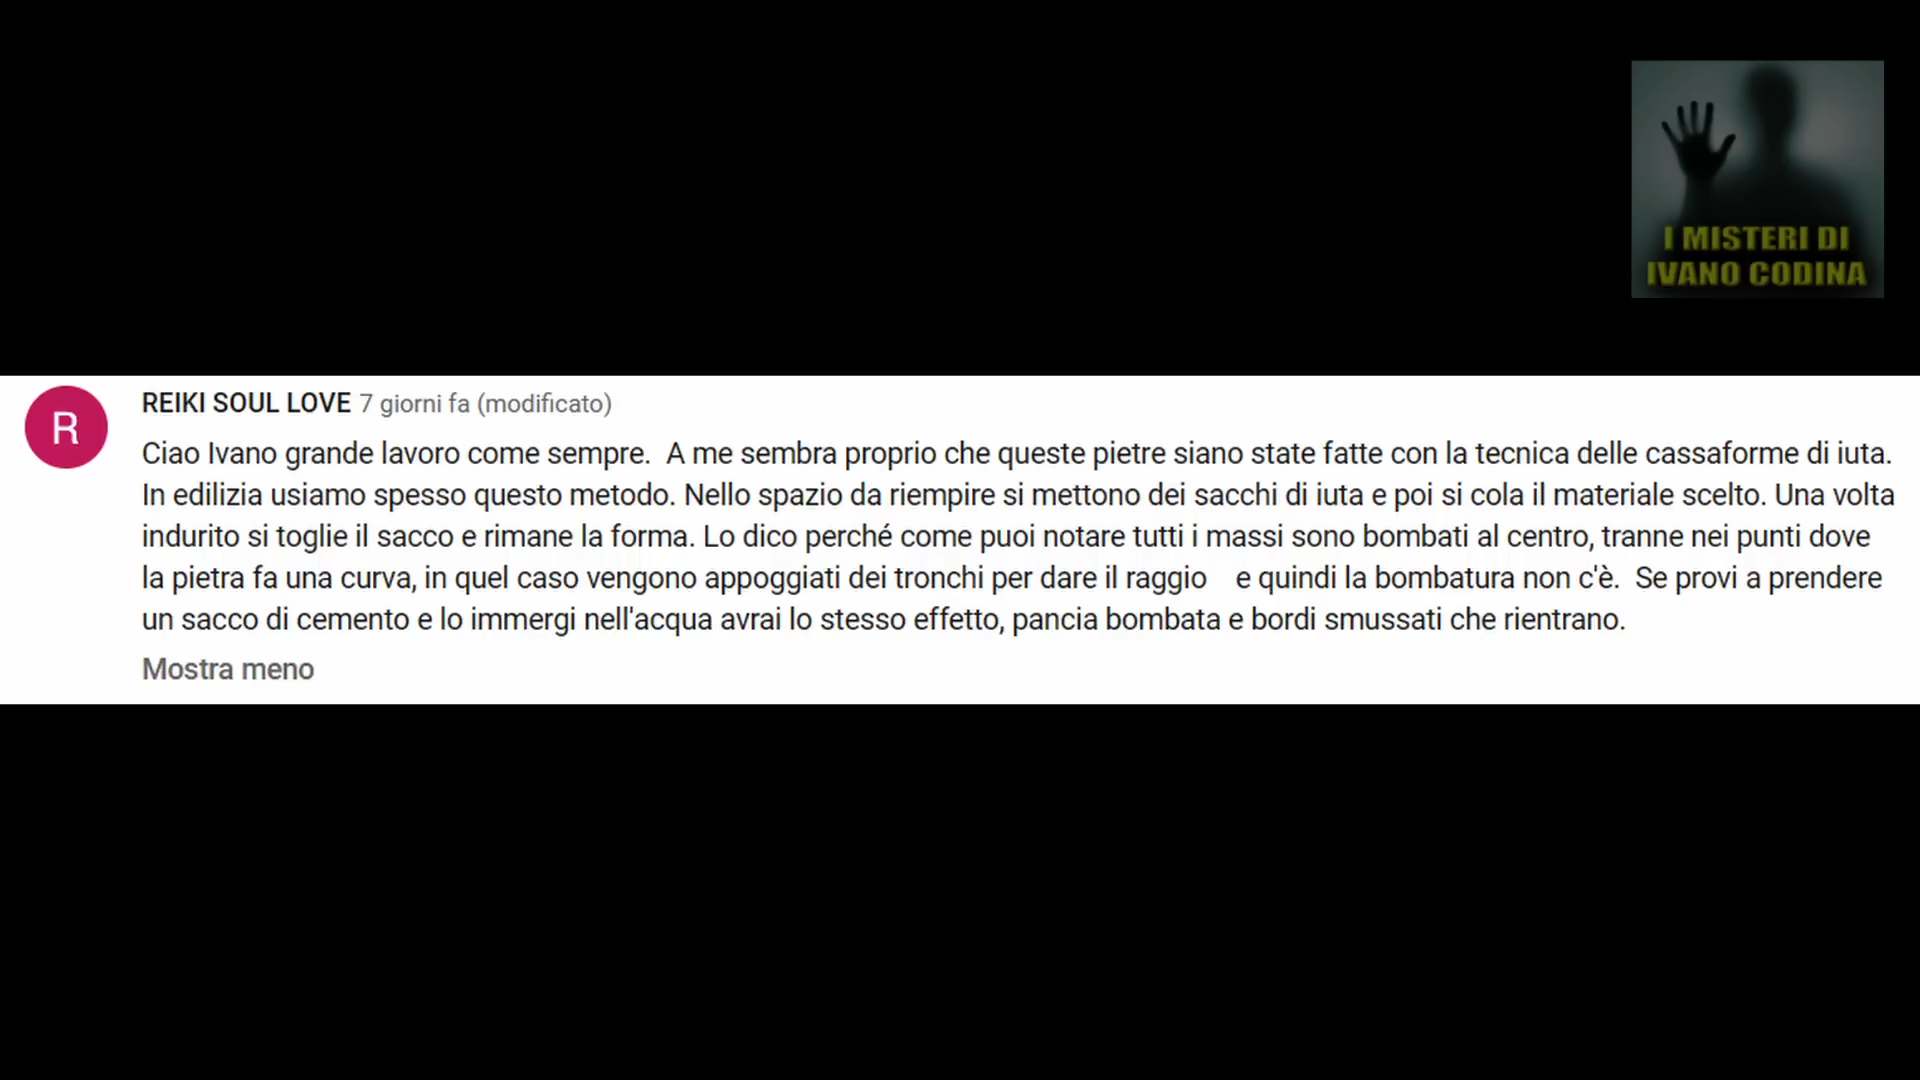 I MISTERI DI
IVANO CODINA
R
REIKI SOUL LOVE 7 giorni fa (modificato)
Ciao Ivano grande lavoro come sempre.  A me sembra proprio che queste pietre siano state fatte con la tecnica delle cassaforme di iuta.
In edilizia usiamo spesso questo metodo. Nello spazio da riempire si mettono dei sacchi di iuta e poi si cola il materiale scelto. Una volta
indurito si toglie il sacco e rimane la forma. Lo dico perché come puoi notare tutti i massi sono bombati al centro, tranne nei punti dove
la pietra fa una curva, in quel caso vengono appoggiati dei tronchi per dare il raggio    e quindi la bombatura non c'è.  Se provi a prendere
un sacco di cemento e lo immergi nell'acqua avrai lo stesso effetto, pancia bombata e bordi smussati che rientrano.
Mostra meno